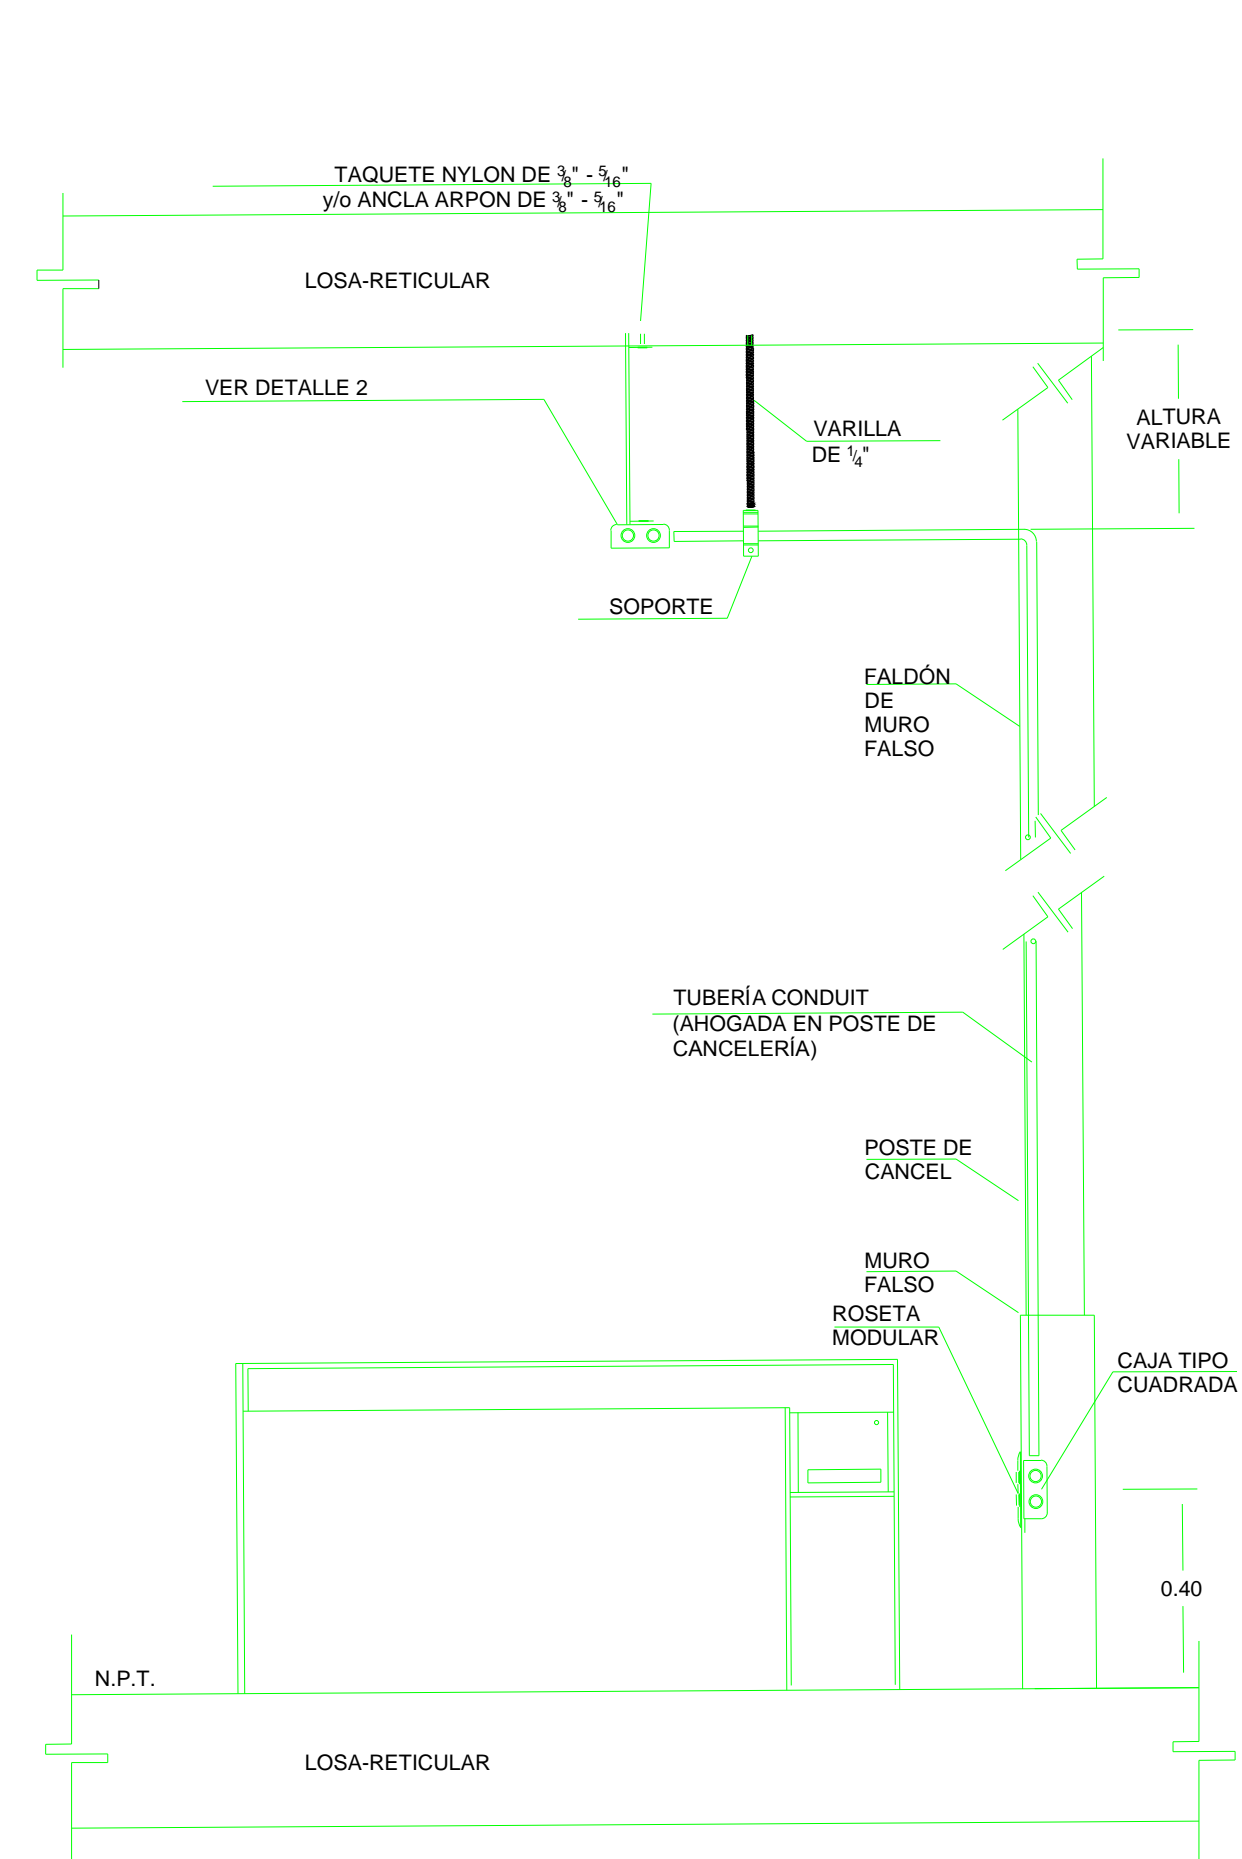 TAQUETE NYLON DE 3/8" - 5/16"
y/o ANCLA ARPON DE 3/8" - 5/16"
LOSA-RETICULAR
VER DETALLE 2
VARILLA
DE 1/4"
ALTURA
VARIABLE
SOPORTE
FALDÓN
DE
MURO
FALSO
TUBERÍA CONDUIT
(AHOGADA EN POSTE DE
CANCELERÍA)
POSTE DE
CANCEL
MURO
FALSO
ROSETA
MODULAR
CAJA TIPO
CUADRADA
0.40
N.P.T.
LOSA-RETICULAR